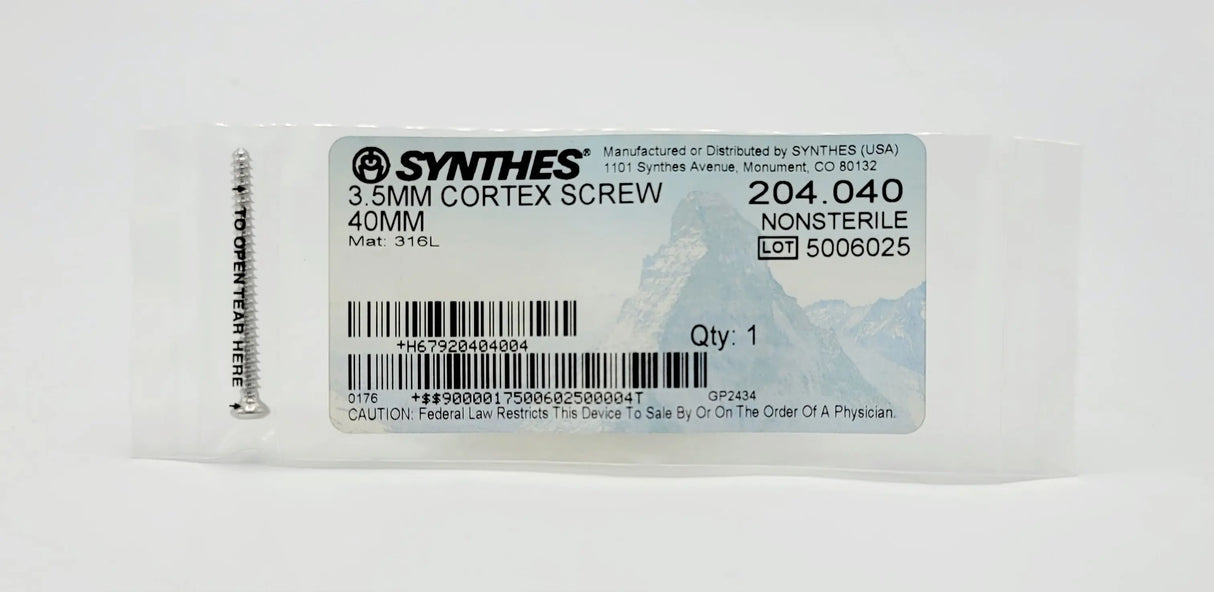 TO OPEN TEAR HERE
SYNTHES®
Manufactured or Distributed by SYNTHES (USA)
1101 Synthes Avenue, Monument, CO 80132
3.5MM CORTEX SCREW
204.040
40MM
NONSTERILE
Mat: 316L
LOT 5006025
+H67920404004
Qty: 1
0176 +$$9000017500602500004T GP2434
CAUTION: Federal Law Restricts This Device To Sale By Or On The Order Of A Physician.